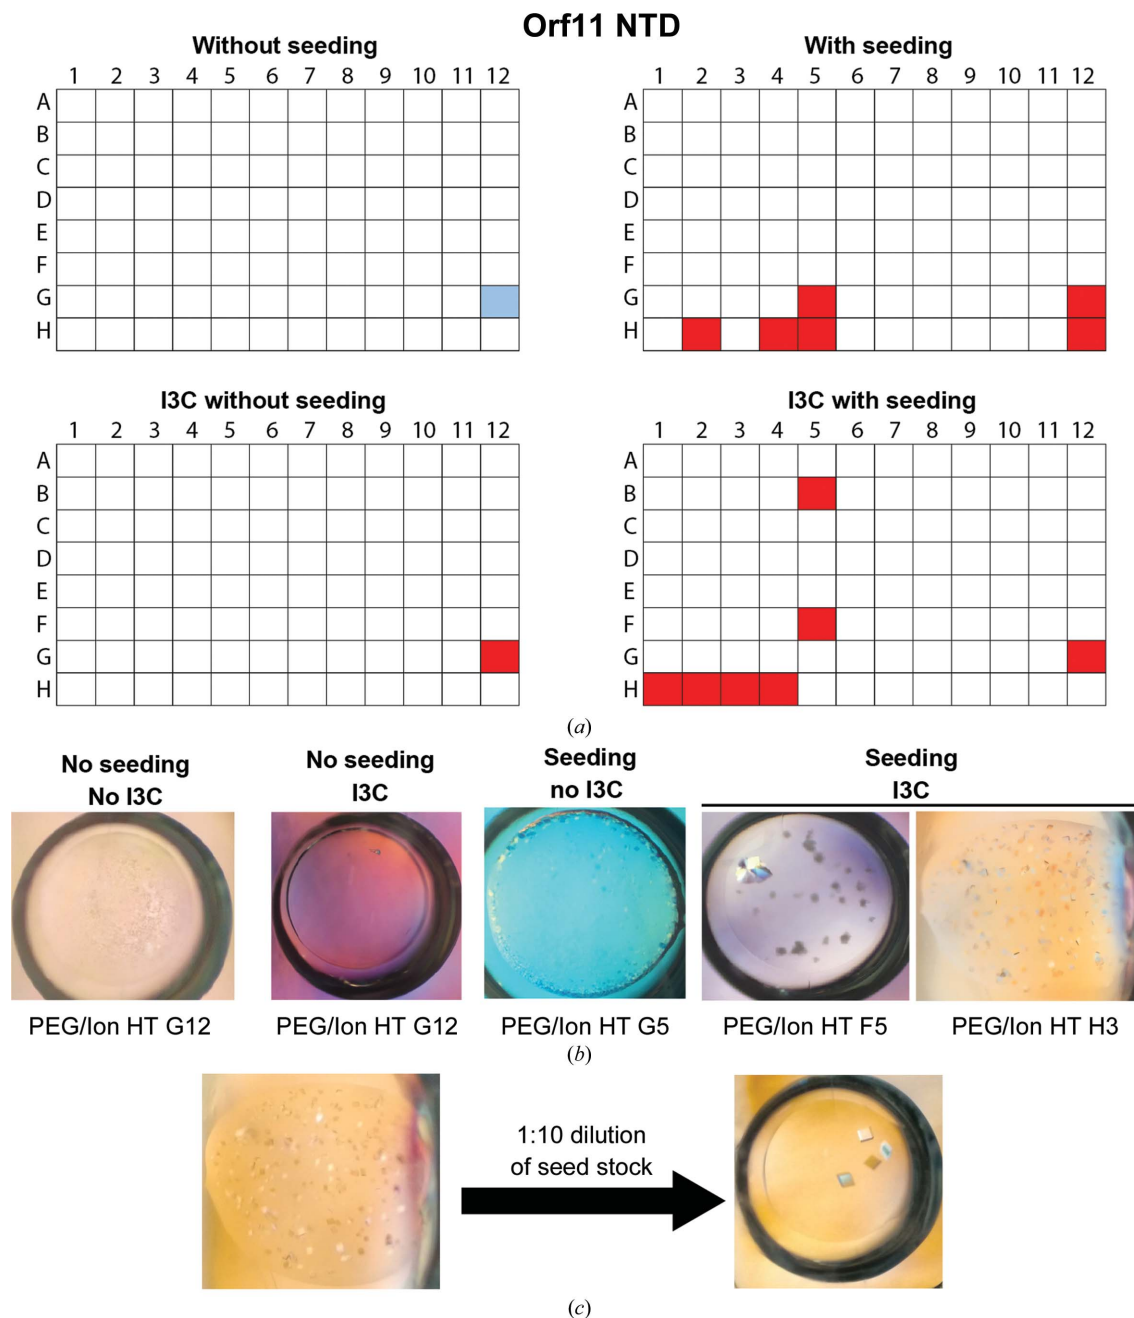 Orf11 NTD
Without seeding
1 2 3 4 5 6 7 8 9 10 11 12
A
B
C
D
E
F
G
H
With seeding
1 2 3 4 5 6 7 8 9 10 11 12
A
B
C
D
E
F
G
H
I3C without seeding
1 2 3 4 5 6 7 8 9 10 11 12
A
B
C
D
E
F
G
H
I3C with seeding
1 2 3 4 5 6 7 8 9 10 11 12
A
B
C
D
E
F
G
H
(a)
No seeding
No I3C
No seeding
I3C
Seeding
no I3C
Seeding
I3C
PEG/Ion HT G12
PEG/Ion HT G12
PEG/Ion HT G5
PEG/Ion HT F5
PEG/Ion HT H3
(b)
1:10 dilution
of seed stock
(c)